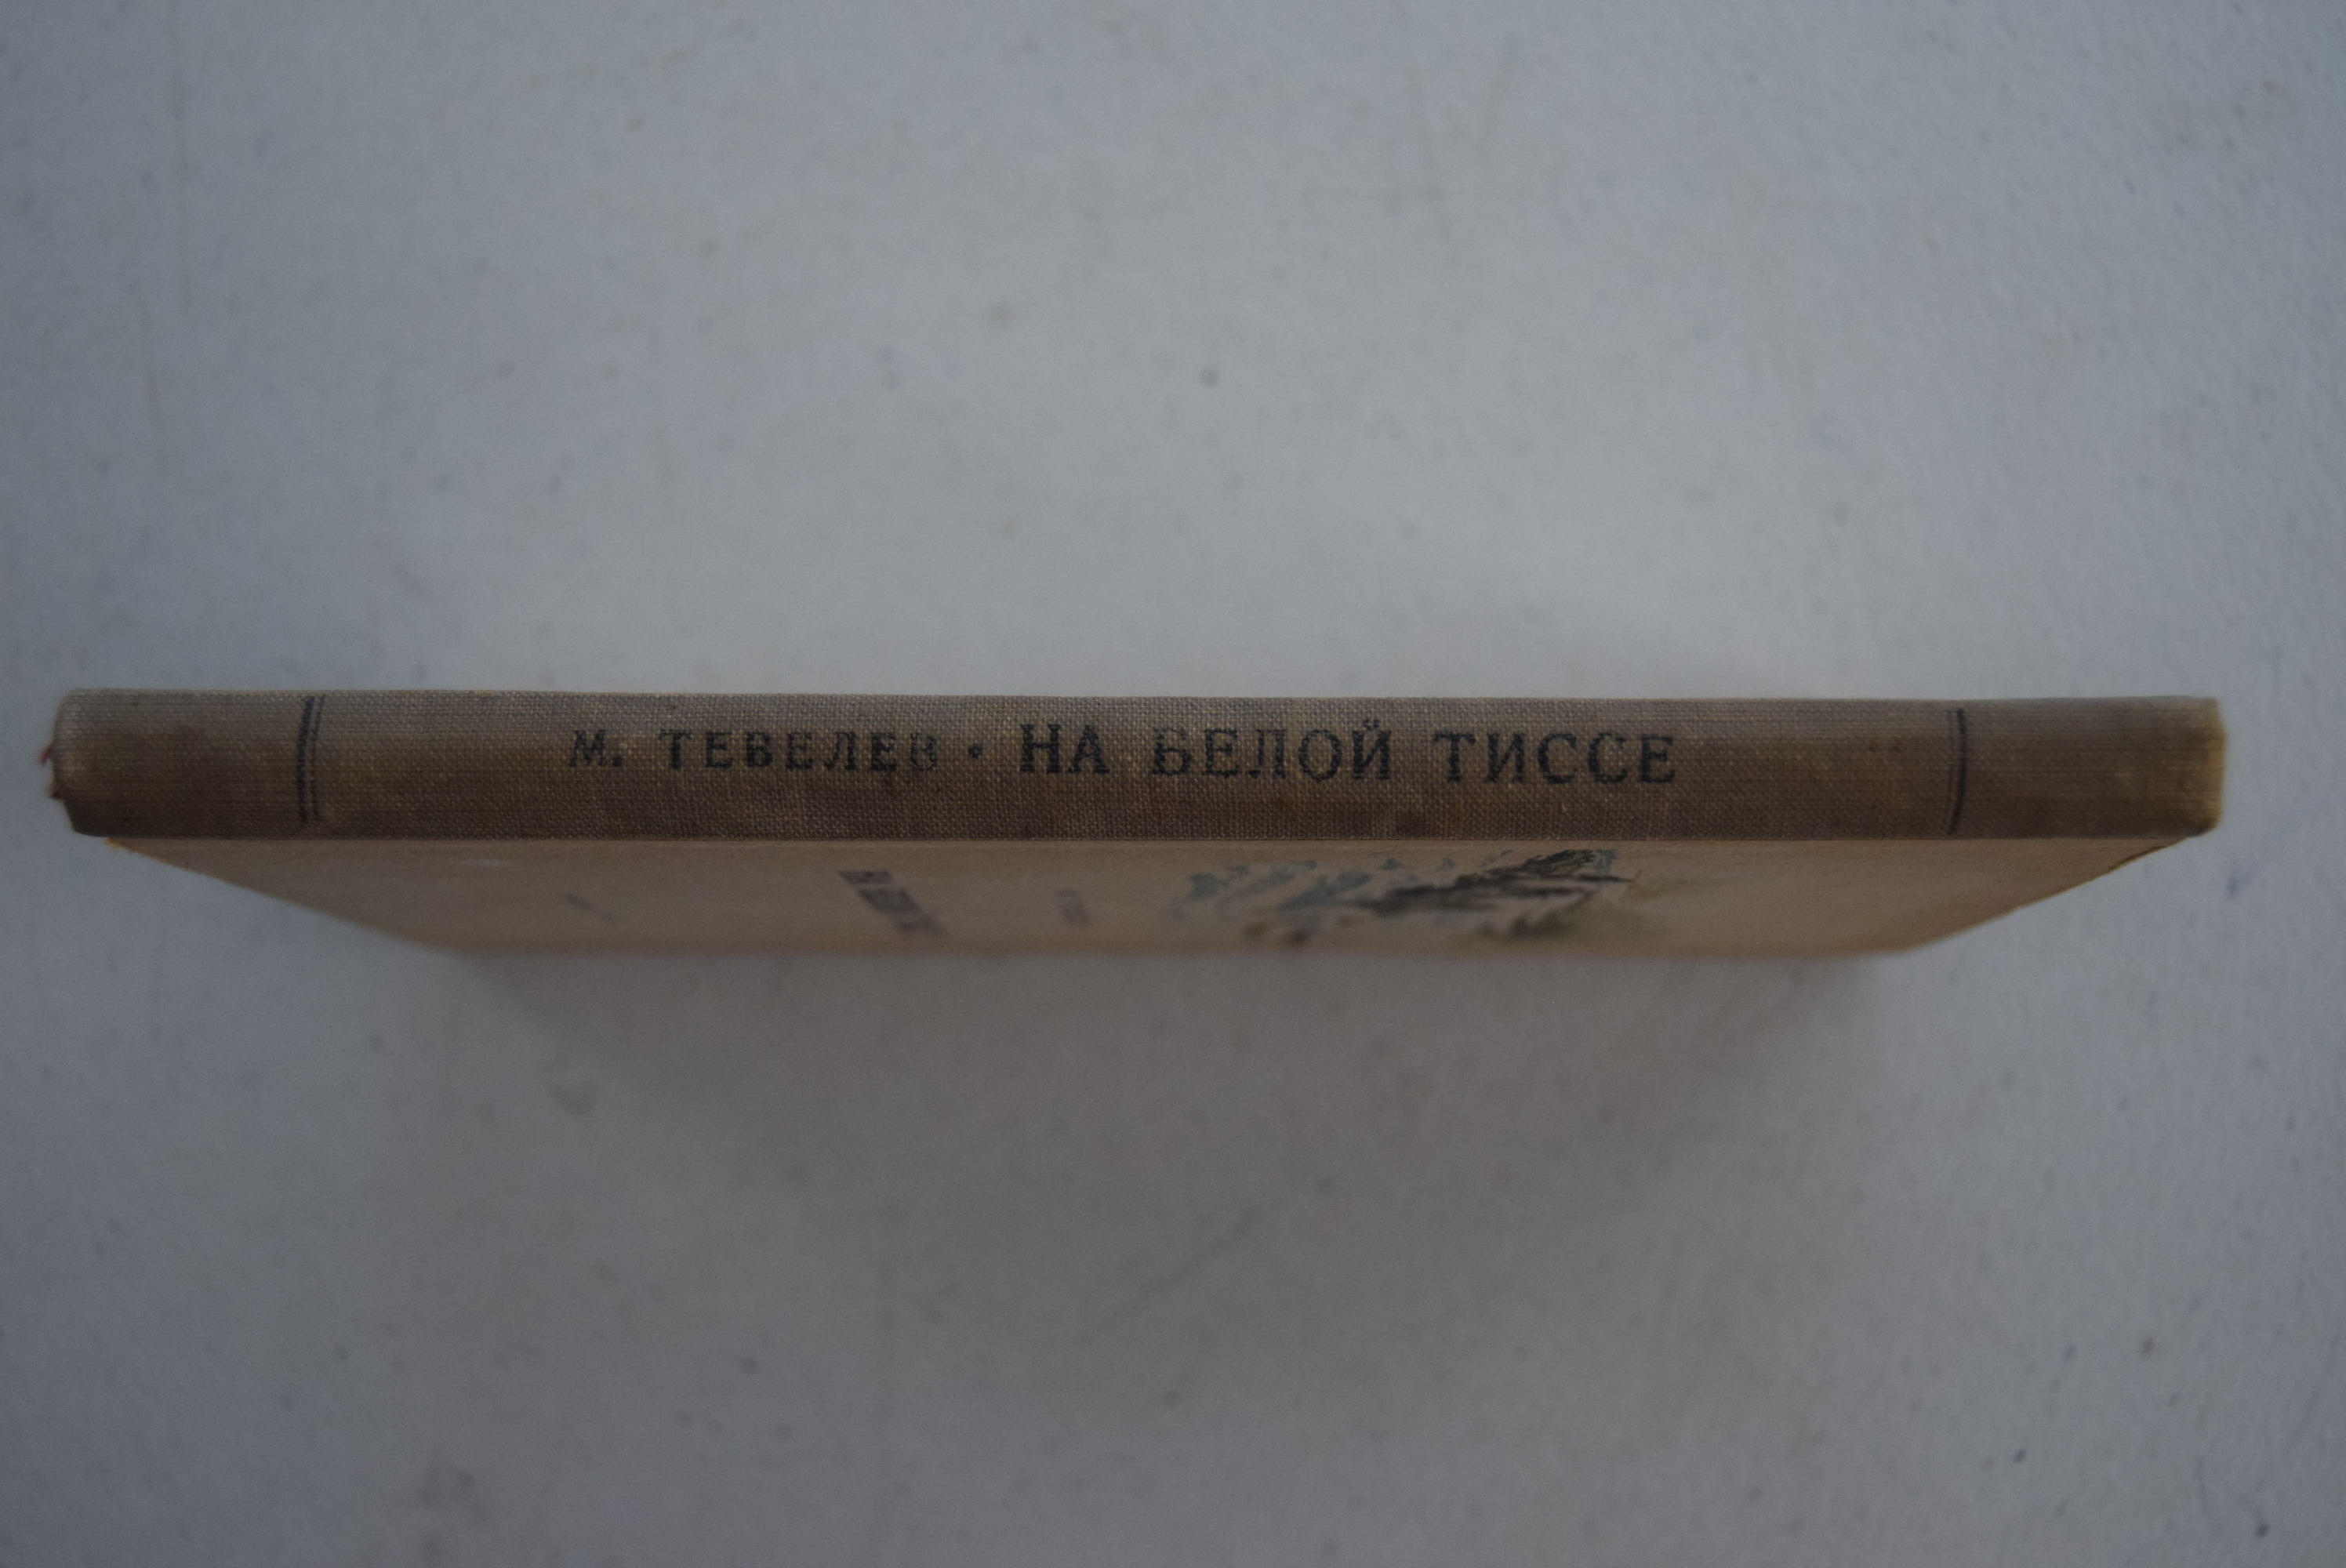 М. ТЕВЕЛЕВ • НА БЕЛОЙ ТИССЕ